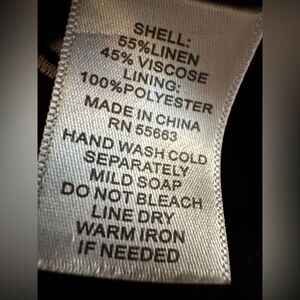 SHELL:
55%LINEN
45% VISCOSE
LINING:
100%POLYESTER
MADE IN CHINA
RN 55663
HAND WASH COLD
SEPARATELY
MILD SOAP
DO NOT BLEACH
LINE DRY
WARM IRON
IF NEEDED